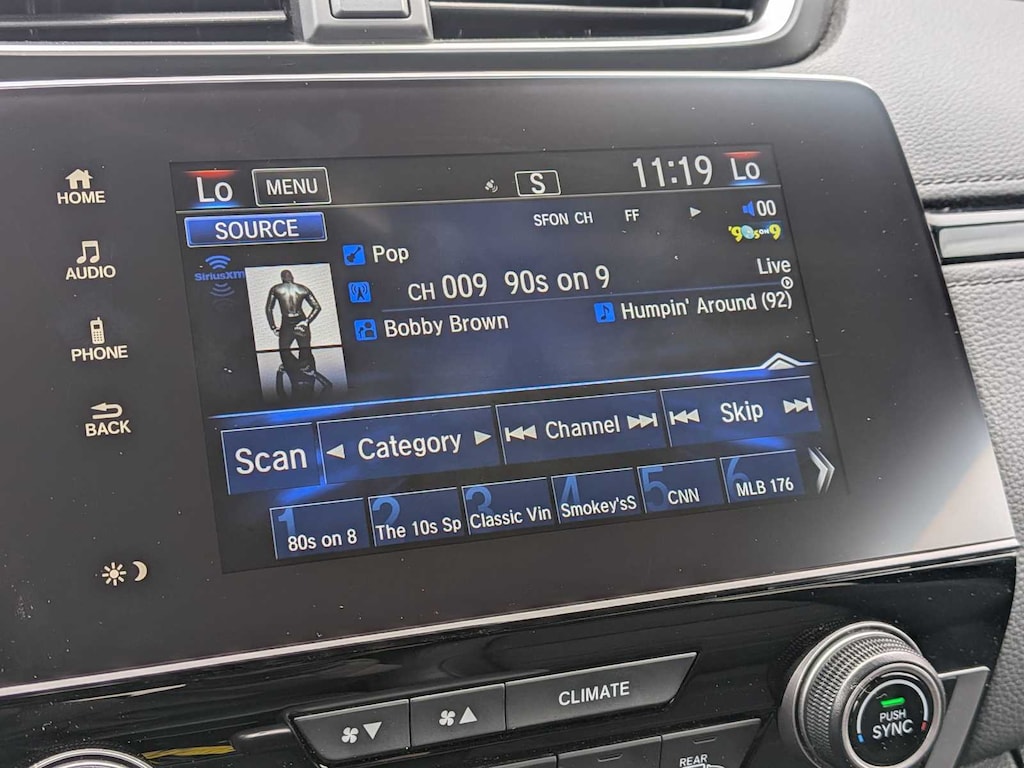 HOME
AUDIO
PHONE
BACK
Lo MENU S 11:19 Lo
SOURCE SFON CH FF 00
SiriusXM Pop '90s ON 9
CH 009 90s on 9 Live
Bobby Brown Humpin' Around (92)
Scan Category Channel Skip
1 80s on 8
2 The 10s Sp
3 Classic Vin
4 Smokey'sS
5 CNN
6 MLB 176
CLIMATE
PUSH
SYNC
REAR